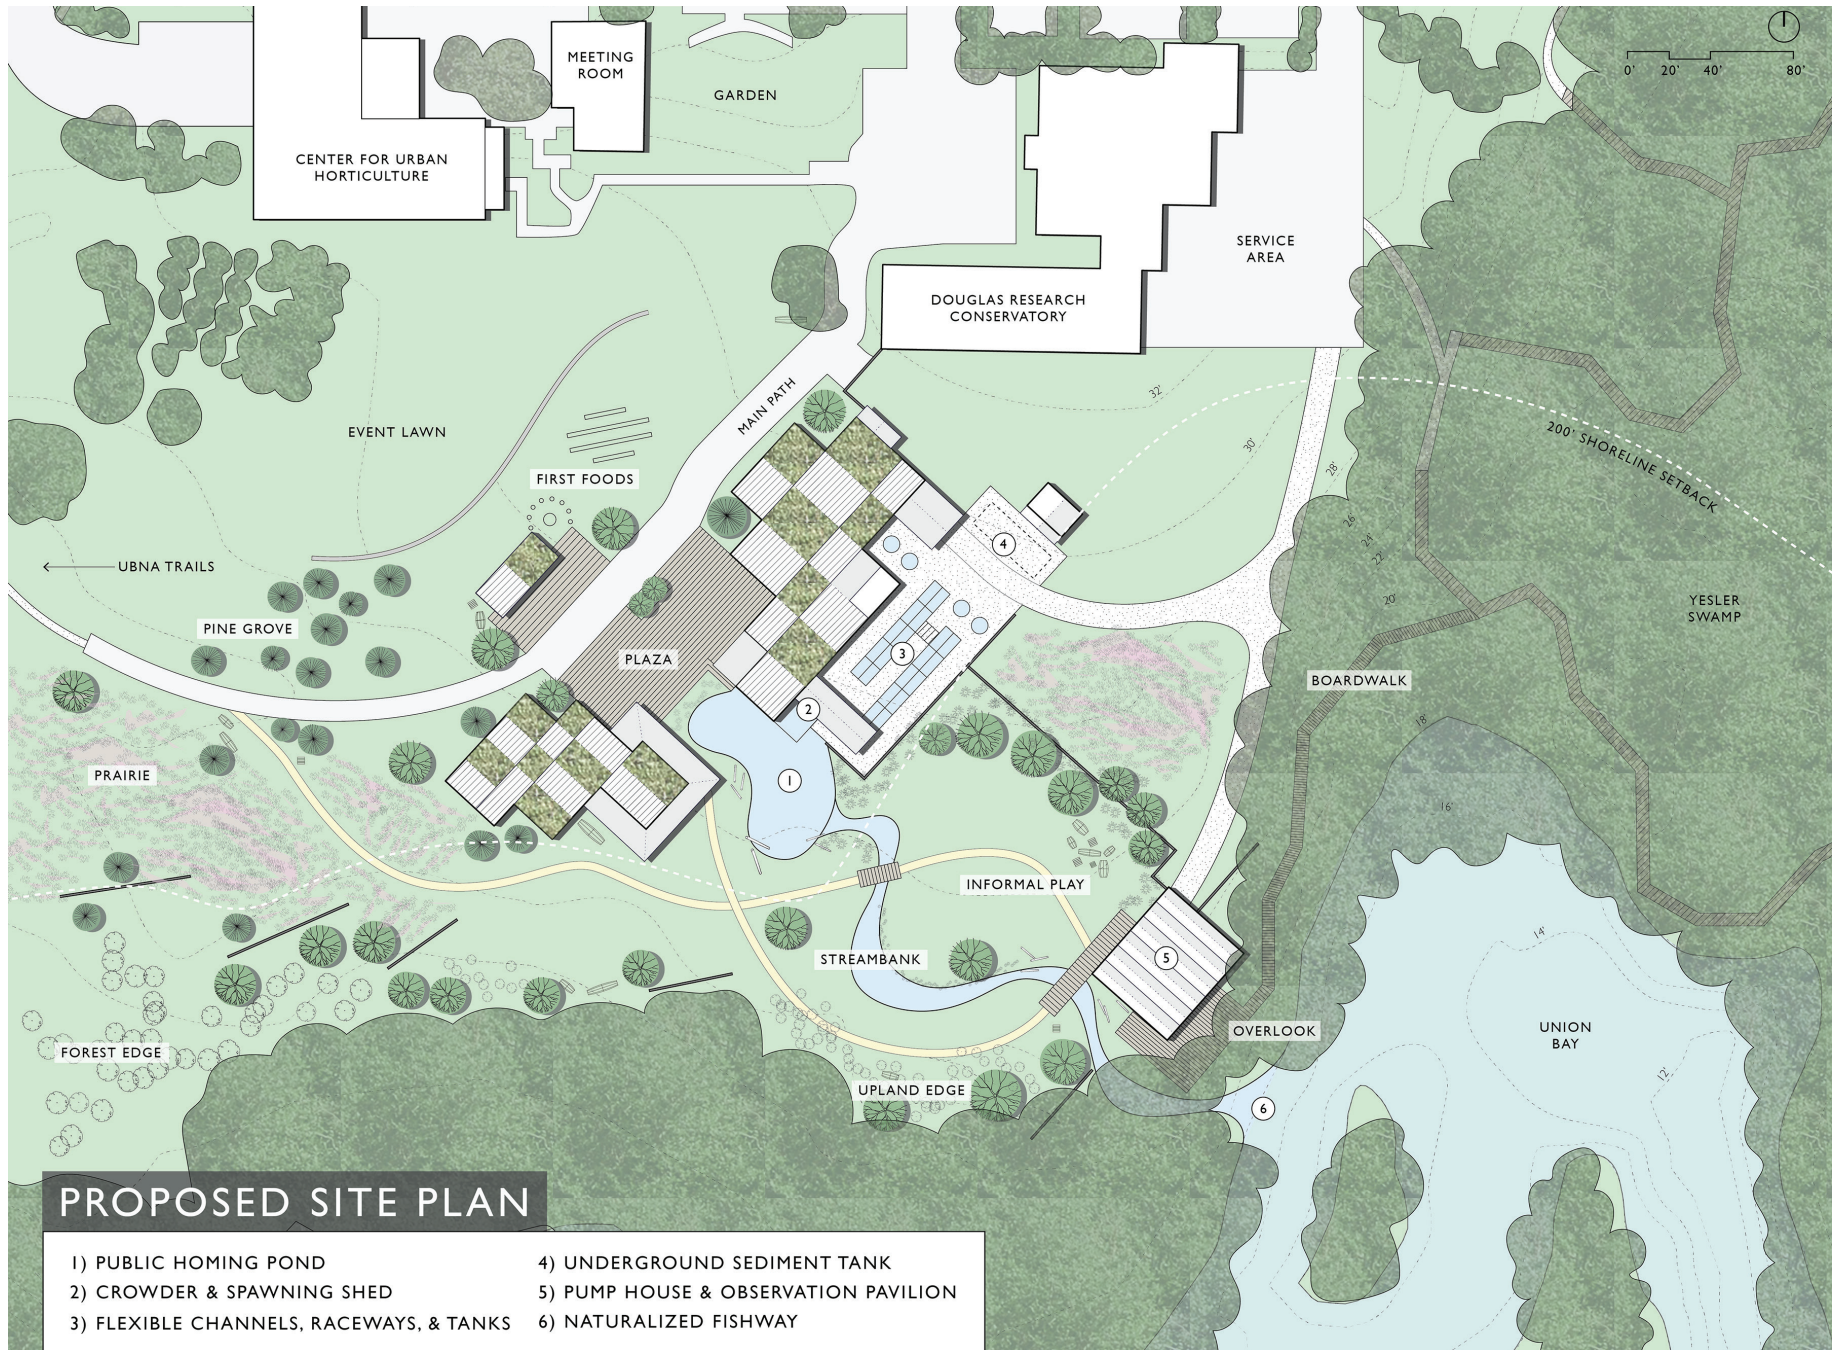 MEETING
ROOM
GARDEN
0' 20' 40' 80'
CENTER FOR URBAN
HORTICULTURE
SERVICE
AREA
DOUGLAS RESEARCH
CONSERVATORY
MAIN PATH
32'
30'
28'
26'
24'
22'
20'
18'
16'
14'
12'
200' SHORELINE SETBACK
EVENT LAWN
FIRST FOODS
UBNA TRAILS
4
YESLER
SWAMP
PINE GROVE
PLAZA
3
BOARDWALK
2
PRAIRIE
1
INFORMAL PLAY
STREAMBANK
5
OVERLOOK
UNION
BAY
FOREST EDGE
UPLAND EDGE
6
PROPOSED SITE PLAN
1) PUBLIC HOMING POND
2) CROWDER & SPAWNING SHED
3) FLEXIBLE CHANNELS, RACEWAYS, & TANKS
4) UNDERGROUND SEDIMENT TANK
5) PUMP HOUSE & OBSERVATION PAVILION
6) NATURALIZED FISHWAY